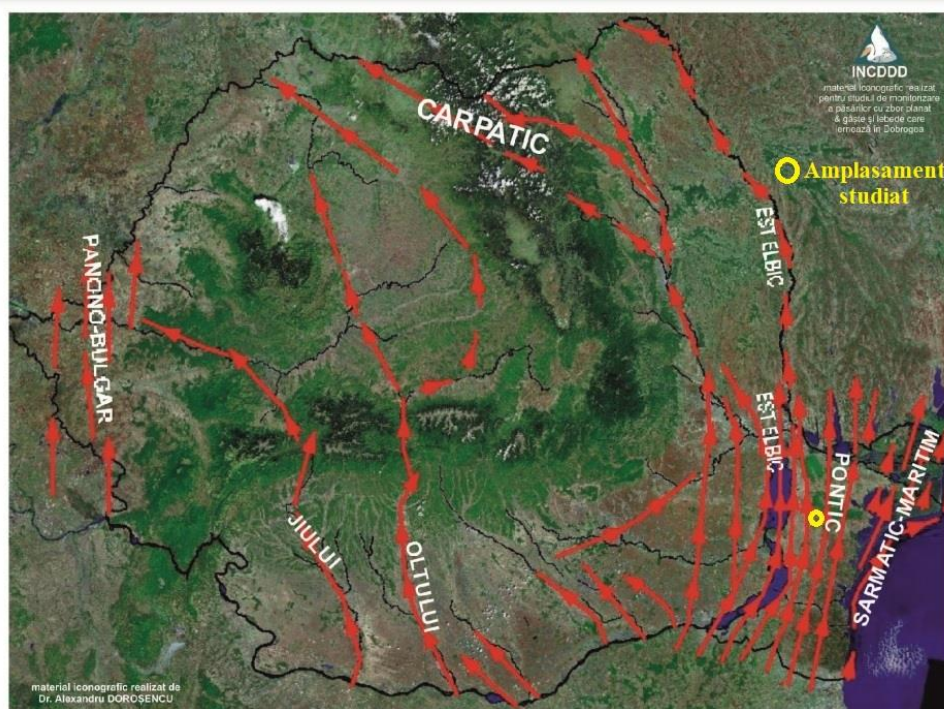 INCDDD
material iconografic realizat
pentru studiul de monitorizare
a păsărilor cu zbor planat
& gâște și lebede care
iernează în Dobrogea
CARPATIC
Amplasament
studiat
EST ELBIC
PANONO-BULGAR
EST ELBIC
PONTIC
SARMATIC-MARITIM
JIULUI
OLTULUI
material iconografic realizat de
Dr. Alexandru DOROȘENCU